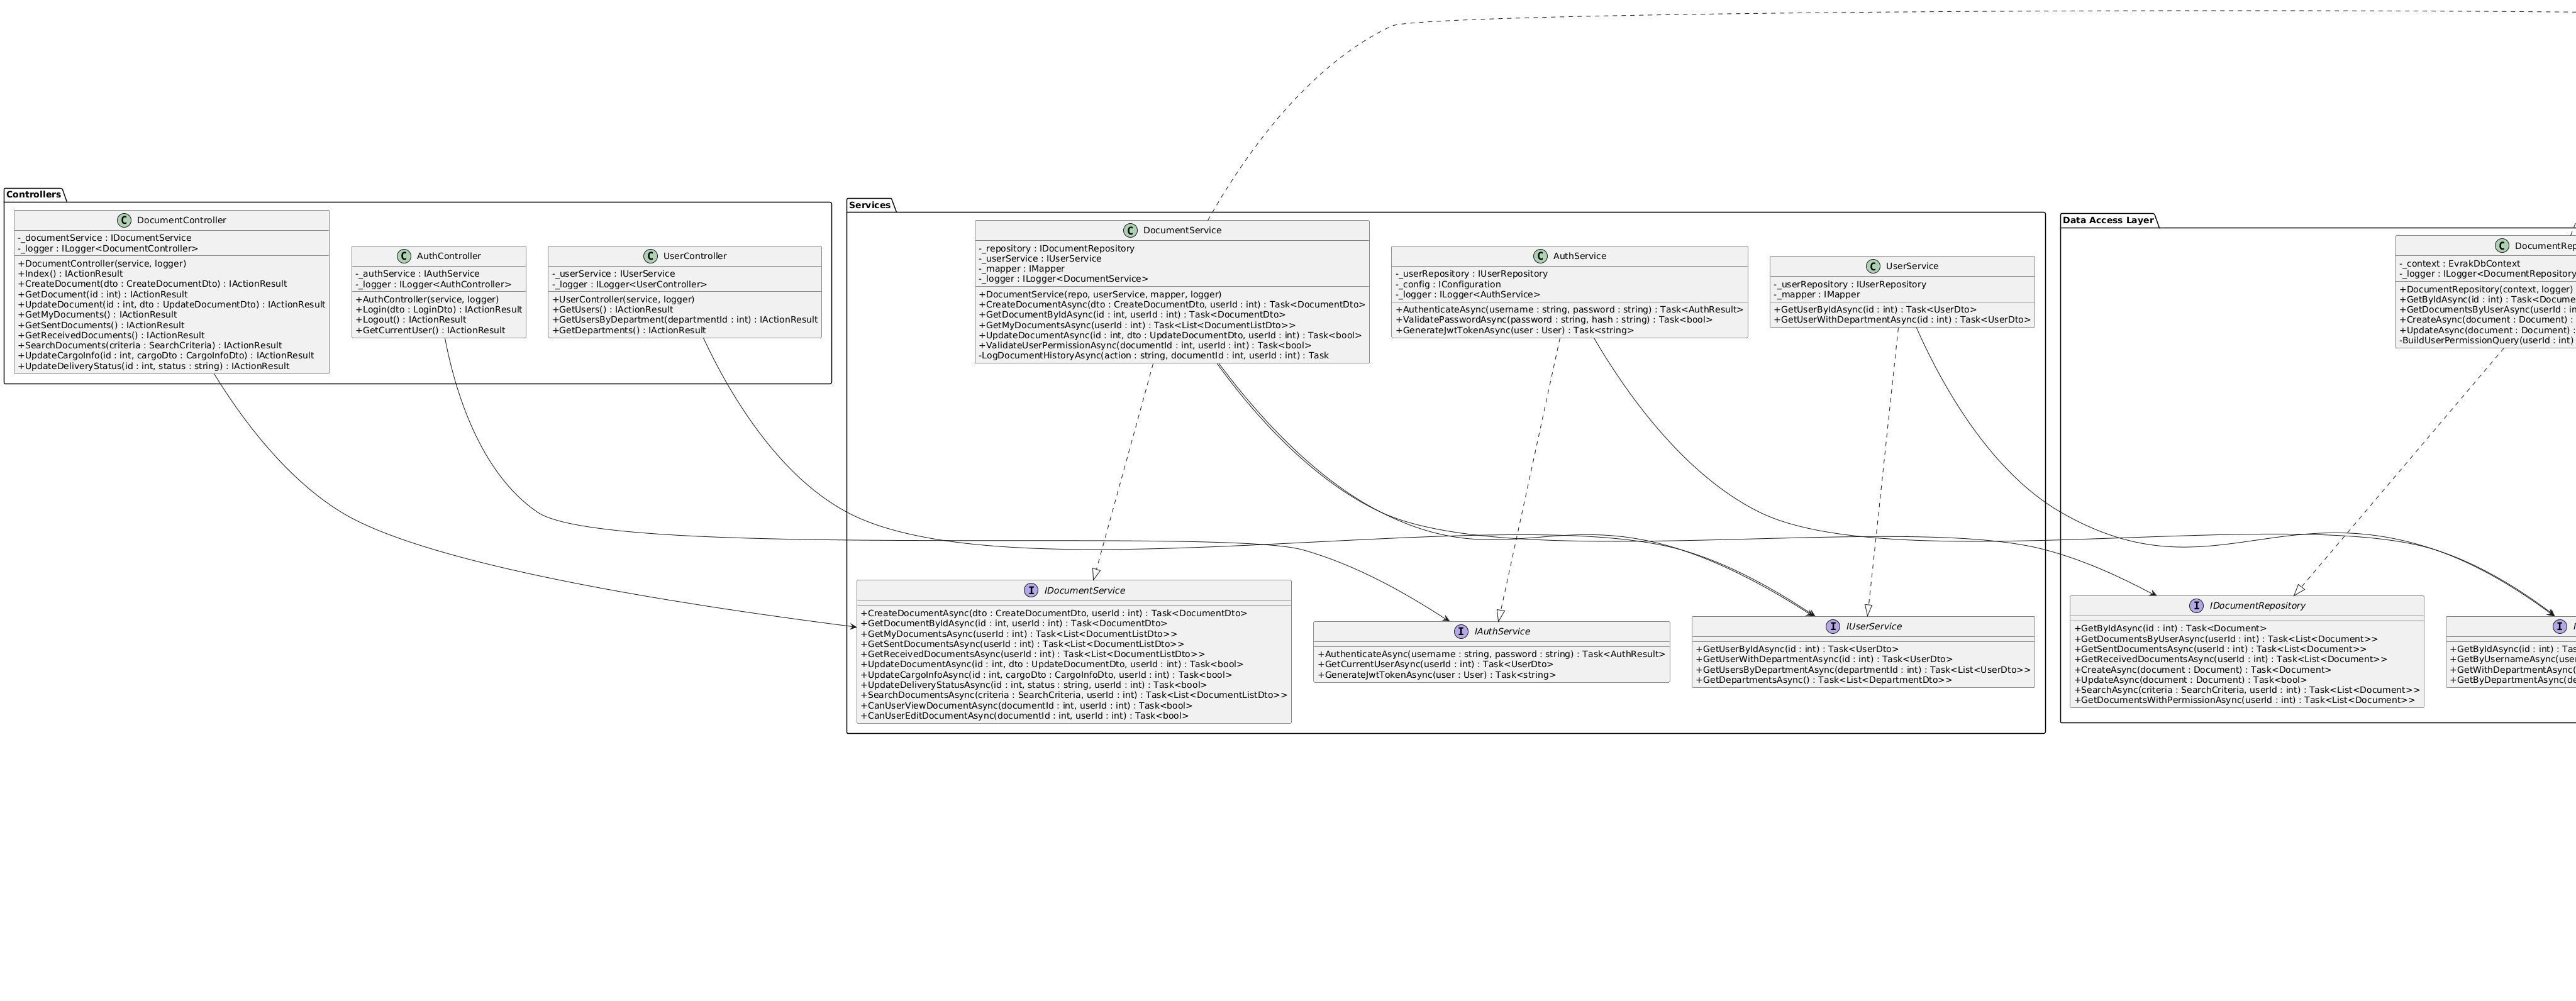 Controllers
DocumentController
-_documentService : IDocumentService
-_logger : ILogger<DocumentController>
+DocumentController(service, logger)
+Index() : IActionResult
+CreateDocument(dto : CreateDocumentDto) : IActionResult
+GetDocument(id : int) : IActionResult
+UpdateDocument(id : int, dto : UpdateDocumentDto) : IActionResult
+GetMyDocuments() : IActionResult
+GetSentDocuments() : IActionResult
+GetReceivedDocuments() : IActionResult
+SearchDocuments(criteria : SearchCriteria) : IActionResult
+UpdateCargoInfo(id : int, cargoDto : CargoInfoDto) : IActionResult
+UpdateDeliveryStatus(id : int, status : string) : IActionResult
AuthController
-_authService : IAuthService
-_logger : ILogger<AuthController>
+AuthController(service, logger)
+Login(dto : LoginDto) : IActionResult
+Logout() : IActionResult
+GetCurrentUser() : IActionResult
UserController
-_userService : IUserService
-_logger : ILogger<UserController>
+UserController(service, logger)
+GetUsers() : IActionResult
+GetUsersByDepartment(departmentId : int) : IActionResult
+GetDepartments() : IActionResult
Services
DocumentService
-_repository : IDocumentRepository
-_userService : IUserService
-_mapper : IMapper
-_logger : ILogger<DocumentService>
+DocumentService(repo, userService, mapper, logger)
+CreateDocumentAsync(dto : CreateDocumentDto, userId : int) : Task<DocumentDto>
+GetDocumentByIdAsync(id : int, userId : int) : Task<DocumentDto>
+GetMyDocumentsAsync(userId : int) : Task<List<DocumentListDto>>
+UpdateDocumentAsync(id : int, dto : UpdateDocumentDto, userId : int) : Task<bool>
+ValidateUserPermissionAsync(documentId : int, userId : int) : Task<bool>
-LogDocumentHistoryAsync(action : string, documentId : int, userId : int) : Task
AuthService
-_userRepository : IUserRepository
-_config : IConfiguration
-_logger : ILogger<AuthService>
+AuthenticateAsync(username : string, password : string) : Task<AuthResult>
+ValidatePasswordAsync(password : string, hash : string) : Task<bool>
+GenerateJwtTokenAsync(user : User) : Task<string>
UserService
-_userRepository : IUserRepository
-_mapper : IMapper
+GetUserByIdAsync(id : int) : Task<UserDto>
+GetUserWithDepartmentAsync(id : int) : Task<UserDto>
IDocumentService
+CreateDocumentAsync(dto : CreateDocumentDto, userId : int) : Task<DocumentDto>
+GetDocumentByIdAsync(id : int, userId : int) : Task<DocumentDto>
+GetMyDocumentsAsync(userId : int) : Task<List<DocumentListDto>>
+GetSentDocumentsAsync(userId : int) : Task<List<DocumentListDto>>
+GetReceivedDocumentsAsync(userId : int) : Task<List<DocumentListDto>>
+UpdateDocumentAsync(id : int, dto : UpdateDocumentDto, userId : int) : Task<bool>
+UpdateCargoInfoAsync(id : int, cargoDto : CargoInfoDto, userId : int) : Task<bool>
+UpdateDeliveryStatusAsync(id : int, status : string, userId : int) : Task<bool>
+SearchDocumentsAsync(criteria : SearchCriteria, userId : int) : Task<List<DocumentListDto>>
+CanUserViewDocumentAsync(documentId : int, userId : int) : Task<bool>
+CanUserEditDocumentAsync(documentId : int, userId : int) : Task<bool>
IAuthService
+AuthenticateAsync(username : string, password : string) : Task<AuthResult>
+GetCurrentUserAsync(userId : int) : Task<UserDto>
+GenerateJwtTokenAsync(user : User) : Task<string>
IUserService
+GetUserByIdAsync(id : int) : Task<UserDto>
+GetUserWithDepartmentAsync(id : int) : Task<UserDto>
+GetUsersByDepartmentAsync(departmentId : int) : Task<List<UserDto>>
+GetDepartmentsAsync() : Task<List<DepartmentDto>>
Data Access Layer
DocumentRep
-_context : EvrakDbContext
-_logger : ILogger<DocumentRepository
+DocumentRepository(context, logger)
+GetByIdAsync(id : int) : Task<Docume
+GetDocumentsByUserAsync(userId : in
+CreateAsync(document : Document) :
+UpdateAsync(document : Document) :
-BuildUserPermissionQuery(userId : int)
IDocumentRepository
+GetByIdAsync(id : int) : Task<Document>
+GetDocumentsByUserAsync(userId : int) : Task<List<Document>>
+GetSentDocumentsAsync(userId : int) : Task<List<Document>>
+GetReceivedDocumentsAsync(userId : int) : Task<List<Document>>
+CreateAsync(document : Document) : Task<Document>
+UpdateAsync(document : Document) : Task<bool>
+SearchAsync(criteria : SearchCriteria, userId : int) : Task<List<Document>>
+GetDocumentsWithPermissionAsync(userId : int) : Task<List<Document>>
+GetByIdAsync(id : int) : Tas
+GetByUsernameAsync(use
+GetWithDepartmentAsync(
+GetByDepartmentAsync(de